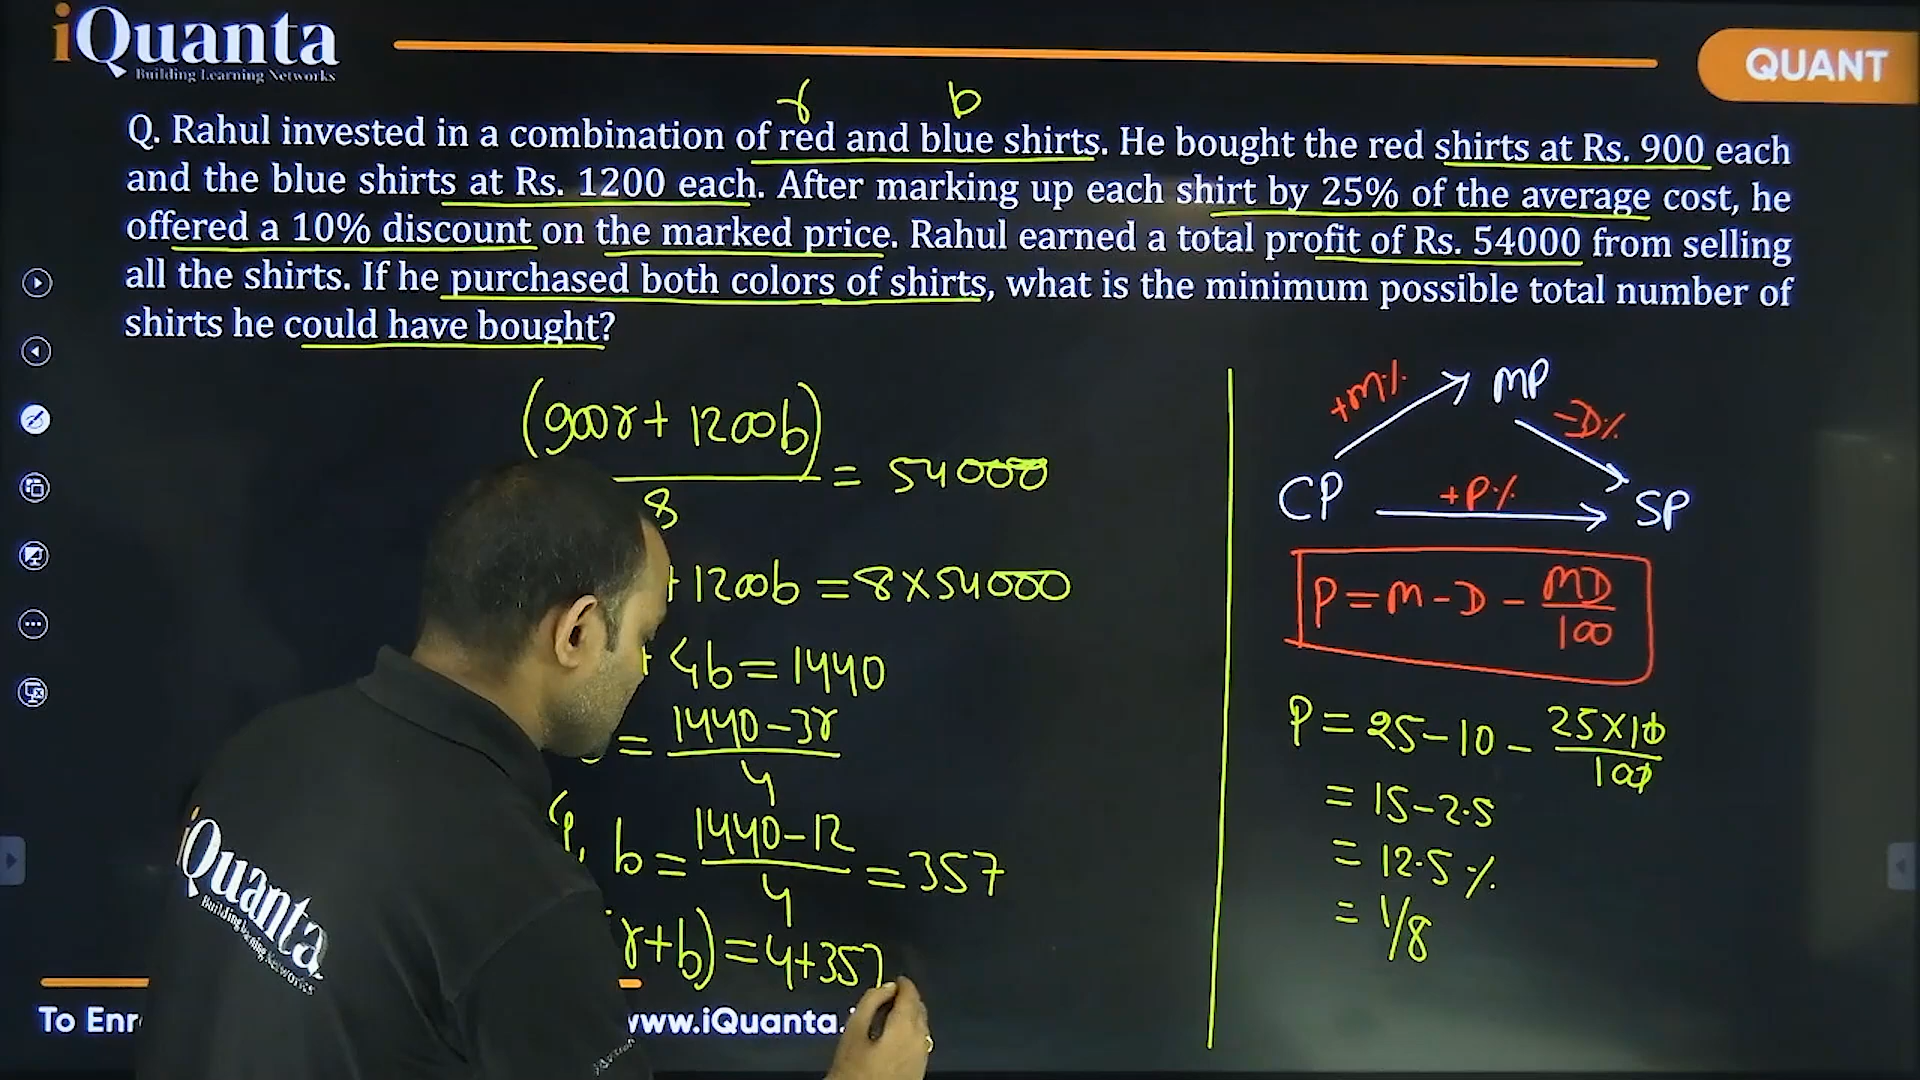 iQuanta
Building Learning Networks
QUANT
r b
Q. Rahul invested in a combination of red and blue shirts. He bought the red shirts at Rs. 900 each
and the blue shirts at Rs. 1200 each. After marking up each shirt by 25% of the average cost, he
offered a 10% discount on the marked price. Rahul earned a total profit of Rs. 54000 from selling
all the shirts. If he purchased both colors of shirts, what is the minimum possible total number of
shirts he could have bought?
(900r + 1200b)
= 54000
8
+ 1200b = 8 × 54000
+ 4b = 1440
= 1440 - 3r
4
b = 1440 - 12 = 357
4
r + b) = 4 + 357
+M% MP
-D%
CP +P% SP
P = M - D - MD
100
P = 25 - 10 - 25 × 10
100
= 15 - 2.5
= 12.5%
= 1/8
iQuanta
Building Learning Networks
To Enr
www.iQuanta.